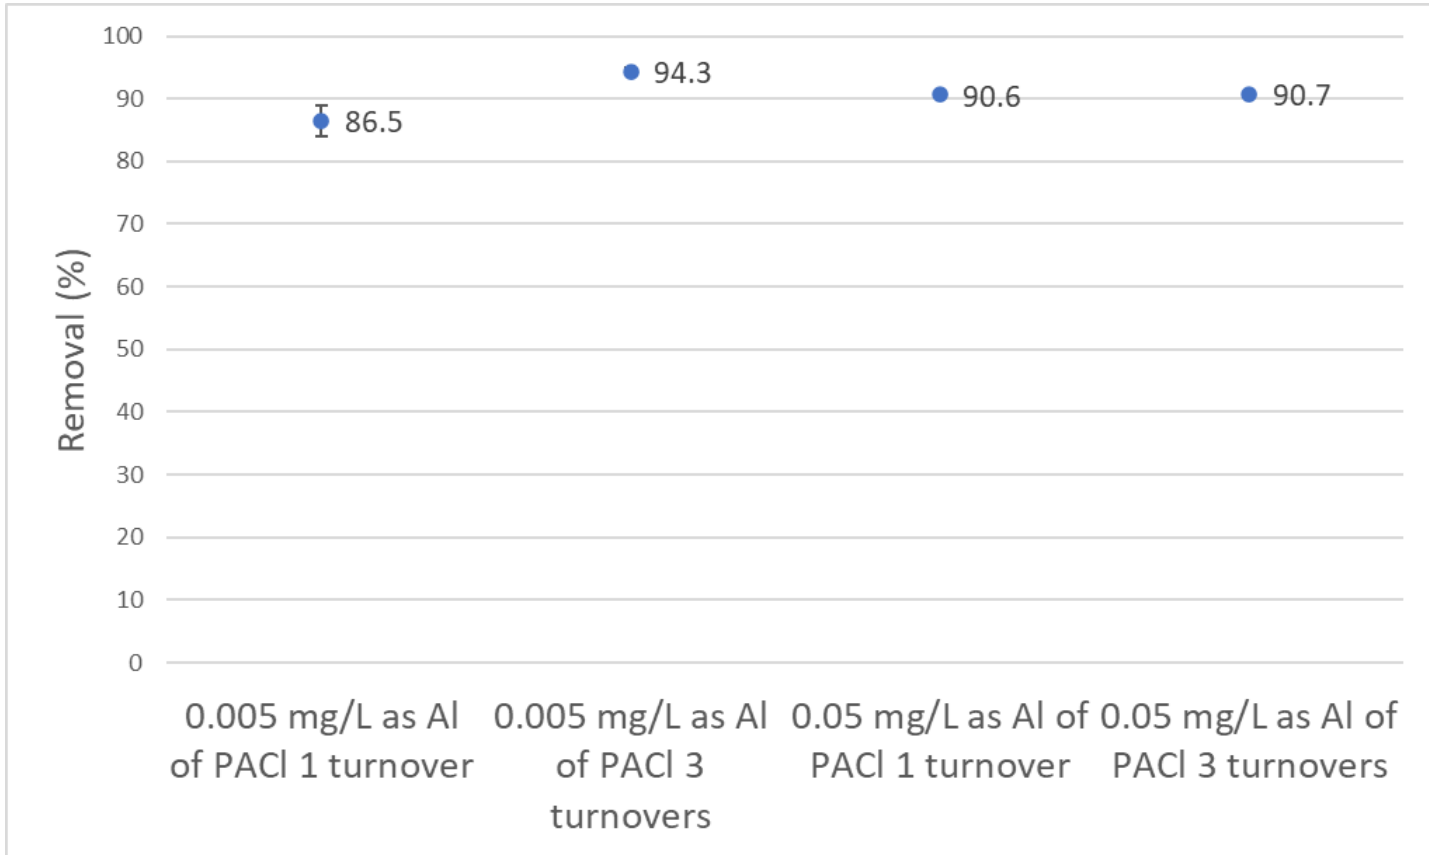 100
90
80
70
60
50
40
30
20
10
0
Removal (%)
86.5
94.3
90.6
90.7
0.005 mg/L as Al
of PACl 1 turnover
0.005 mg/L as Al
of PACl 3
turnovers
0.05 mg/L as Al of
PACl 1 turnover
0.05 mg/L as Al of
PACl 3 turnovers